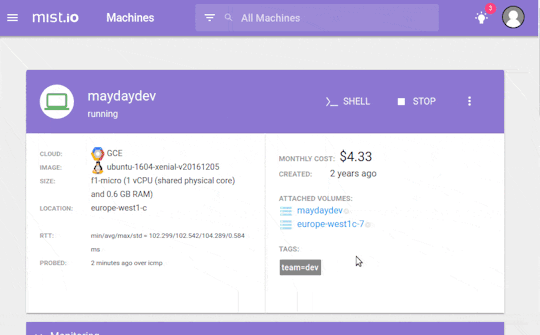 mist.io Machines All Machines 3
maydaydev
running
SHELL STOP
CLOUD: GCE
IMAGE: ubuntu-1604-xenial-v20161205
SIZE: f1-micro (1 vCPU (shared physical core)
and 0.6 GB RAM)
LOCATION: europe-west1-c
RTT: min/avg/max/std = 102.299/102.542/104.289/0.584
ms
PROBED: 2 minutes ago over icmp
MONTHLY COST: $4.33
CREATED: 2 years ago
ATTACHED VOLUMES:
maydaydev
europe-west1c-7
TAGS:
team=dev
Monitoring